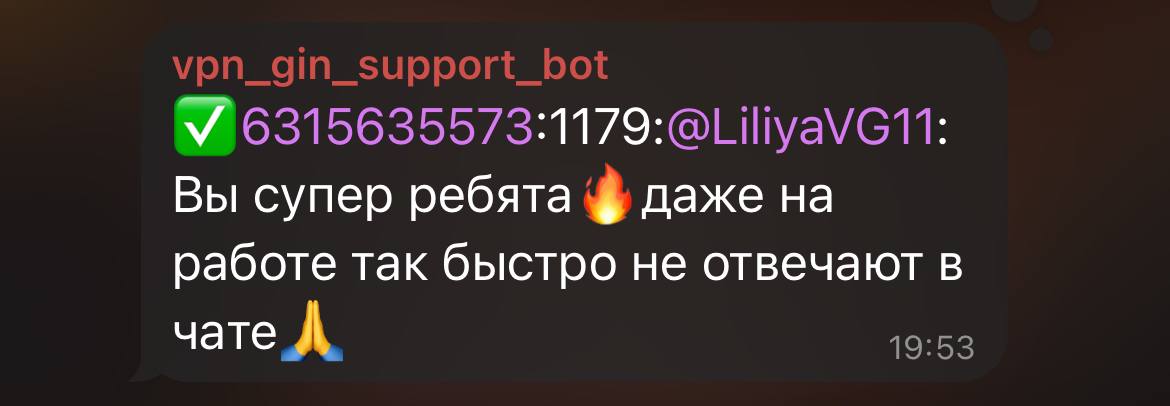 vpn_gin_support_bot
✅6315635573:1179:@LiliyaVG11:
Вы супер ребята🔥даже на
работе так быстро не отвечают в
чате🙏
19:53